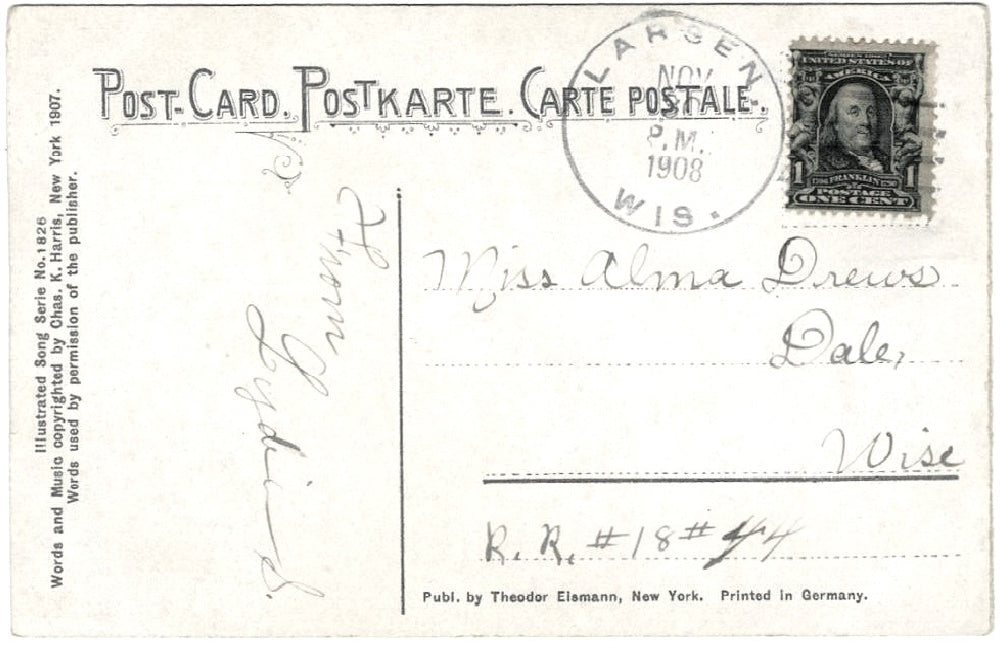 POST-CARD. POSTKARTE. CARTE POSTALE.
LARSEN
NOV
P.M.
1908
WIS.
SERIES 1902
UNITED STATES OF
AMERICA
1 FRANKLIN 1
POSTAGE
ONE CENT
Illustrated Song Serie No. 1826
Words and Music copyrighted by Chas. K. Harris, New York 1907.
Words used by permission of the publisher.
From
Lydia S.
Miss Alma Drews
Dale,
Wise
R. R. #18 #44
Publ. by Theodor Eismann, New York. Printed in Germany.